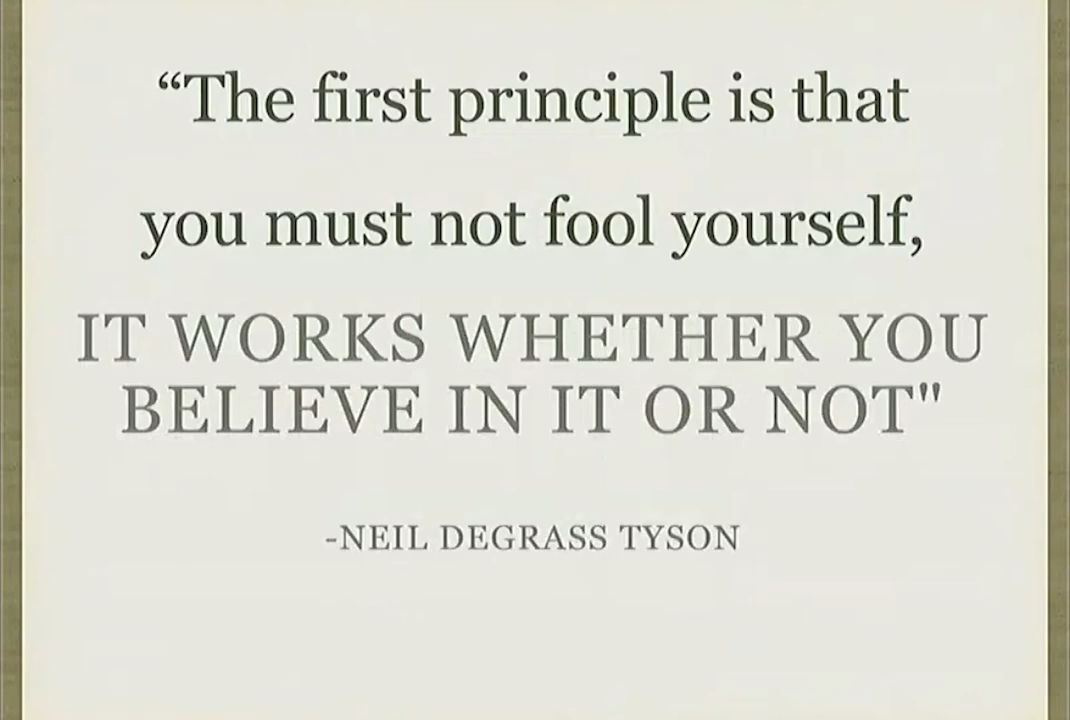 “The first principle is that
you must not fool yourself,
IT WORKS WHETHER YOU
BELIEVE IN IT OR NOT"
-NEIL DEGRASS TYSON